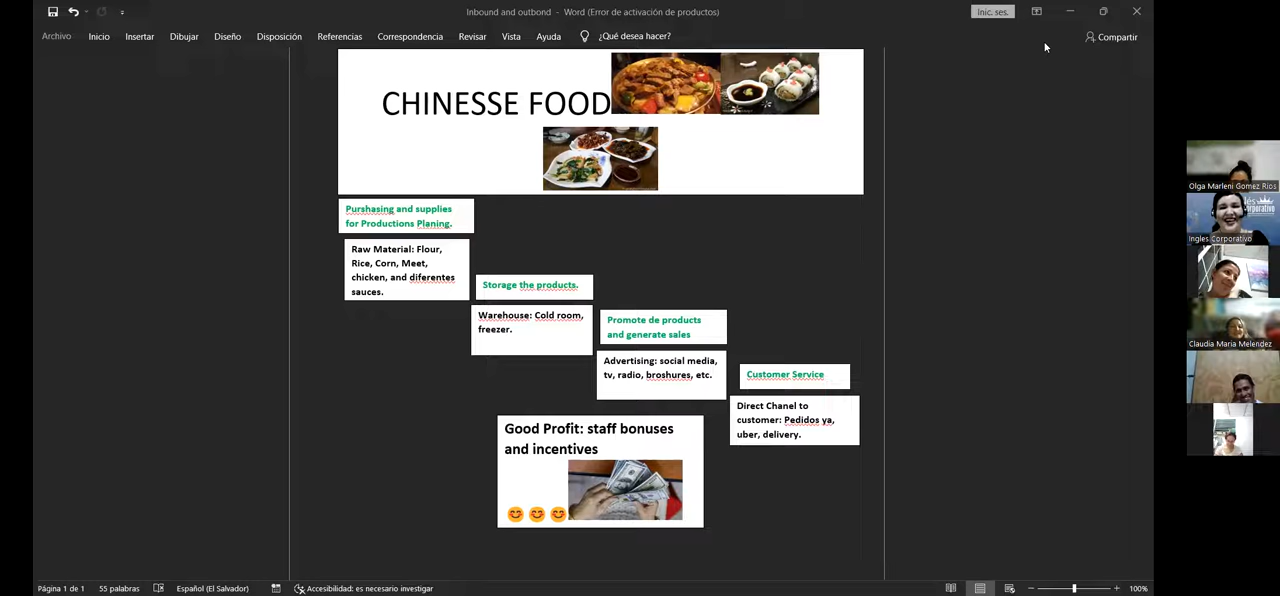 Inbound and outbond - Word (Error de activación de productos)
Inic. ses.
Archivo Inicio Insertar Dibujar Diseño Disposición Referencias Correspondencia Revisar Vista Ayuda ¿Qué desea hacer? Compartir
CHINESSE FOOD
Purshasing and supplies
for Productions Planing.
Raw Material: Flour,
Rice, Corn, Meet,
chicken, and diferentes
sauces.
Storage the products.
Warehouse: Cold room,
freezer.
Promote de products
and generate sales
Advertising: social media,
tv, radio, broshures, etc.
Customer Service
Direct Chanel to
customer: Pedidos ya,
uber, delivery.
Good Profit: staff bonuses
and incentives
Olga Marleni Gomez Rios
Ingles Corporativo
Claudia Maria Melendez
Página 1 de 1 55 palabras Español (El Salvador) Accesibilidad: es necesario investigar 100%